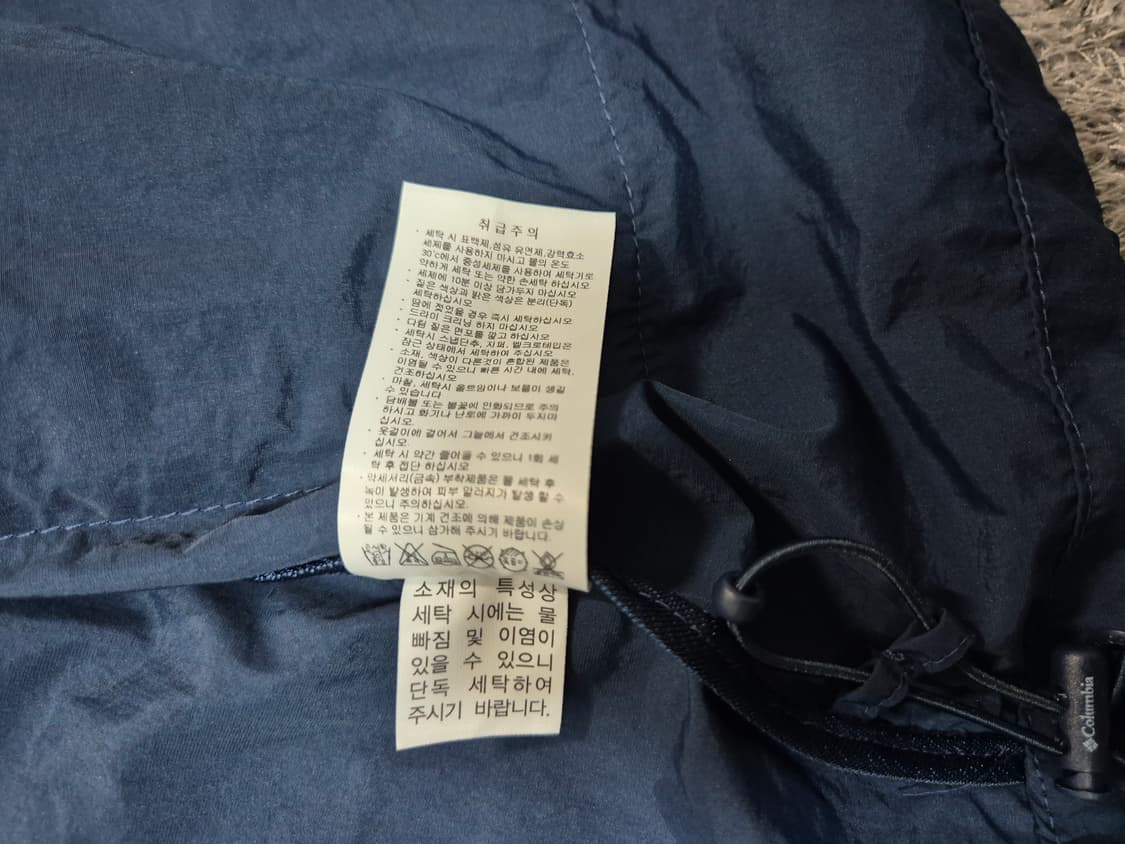 취급주의
· 세탁 시 표백제,섬유 유연제,강력효소
세제를 사용하지 마시고 물의 온도
30℃에서 중성세제를 사용하여 세탁기로
약하게 세탁 또는 약한 손세탁 하십시오
· 세제에 10분 이상 담가두지 마십시오
· 짙은 색상과 밝은 색상은 분리(단독)
세탁하십시오
· 땀에 젖었을 경우 즉시 세탁하십시오
· 드라이 크리닝 하지 마십시오
· 다림 질은 면포를 깔고 하십시오
· 세탁시 스냅단추, 지퍼, 벨크로테입은
잠근 상태에서 세탁하여 주십시오
· 소재, 색상이 다른것이 혼합된 제품은
이염될 수 있으니 빠른 시간 내에 세탁,
건조하십시오
· 마찰, 세탁시 올트임이나 보풀이 생길
수 있습니다
· 담배불 또는 불꽃에 인화되므로 주의
하시고 화기나 난로에 가까이 두지마
십시오.
· 옷걸이에 걸어서 그늘에서 건조시키
십시오
· 세탁 시 약간 줄어들 수 있으니 1회 세
탁 후 접단 하십시오
· 악세서리(금속) 부착제품은 물 세탁 후
녹이 발생하여 피부 알러지가 발생 할 수
있으니 주의하십시오.
· 본 제품은 기계 건조에 의해 제품이 손상
될 수 있으니 삼가해 주시기 바랍니다.
소재의 특성상
세탁 시에는 물
빠짐 및 이염이
있을 수 있으니
단독 세탁하여
주시기 바랍니다.
Columbia